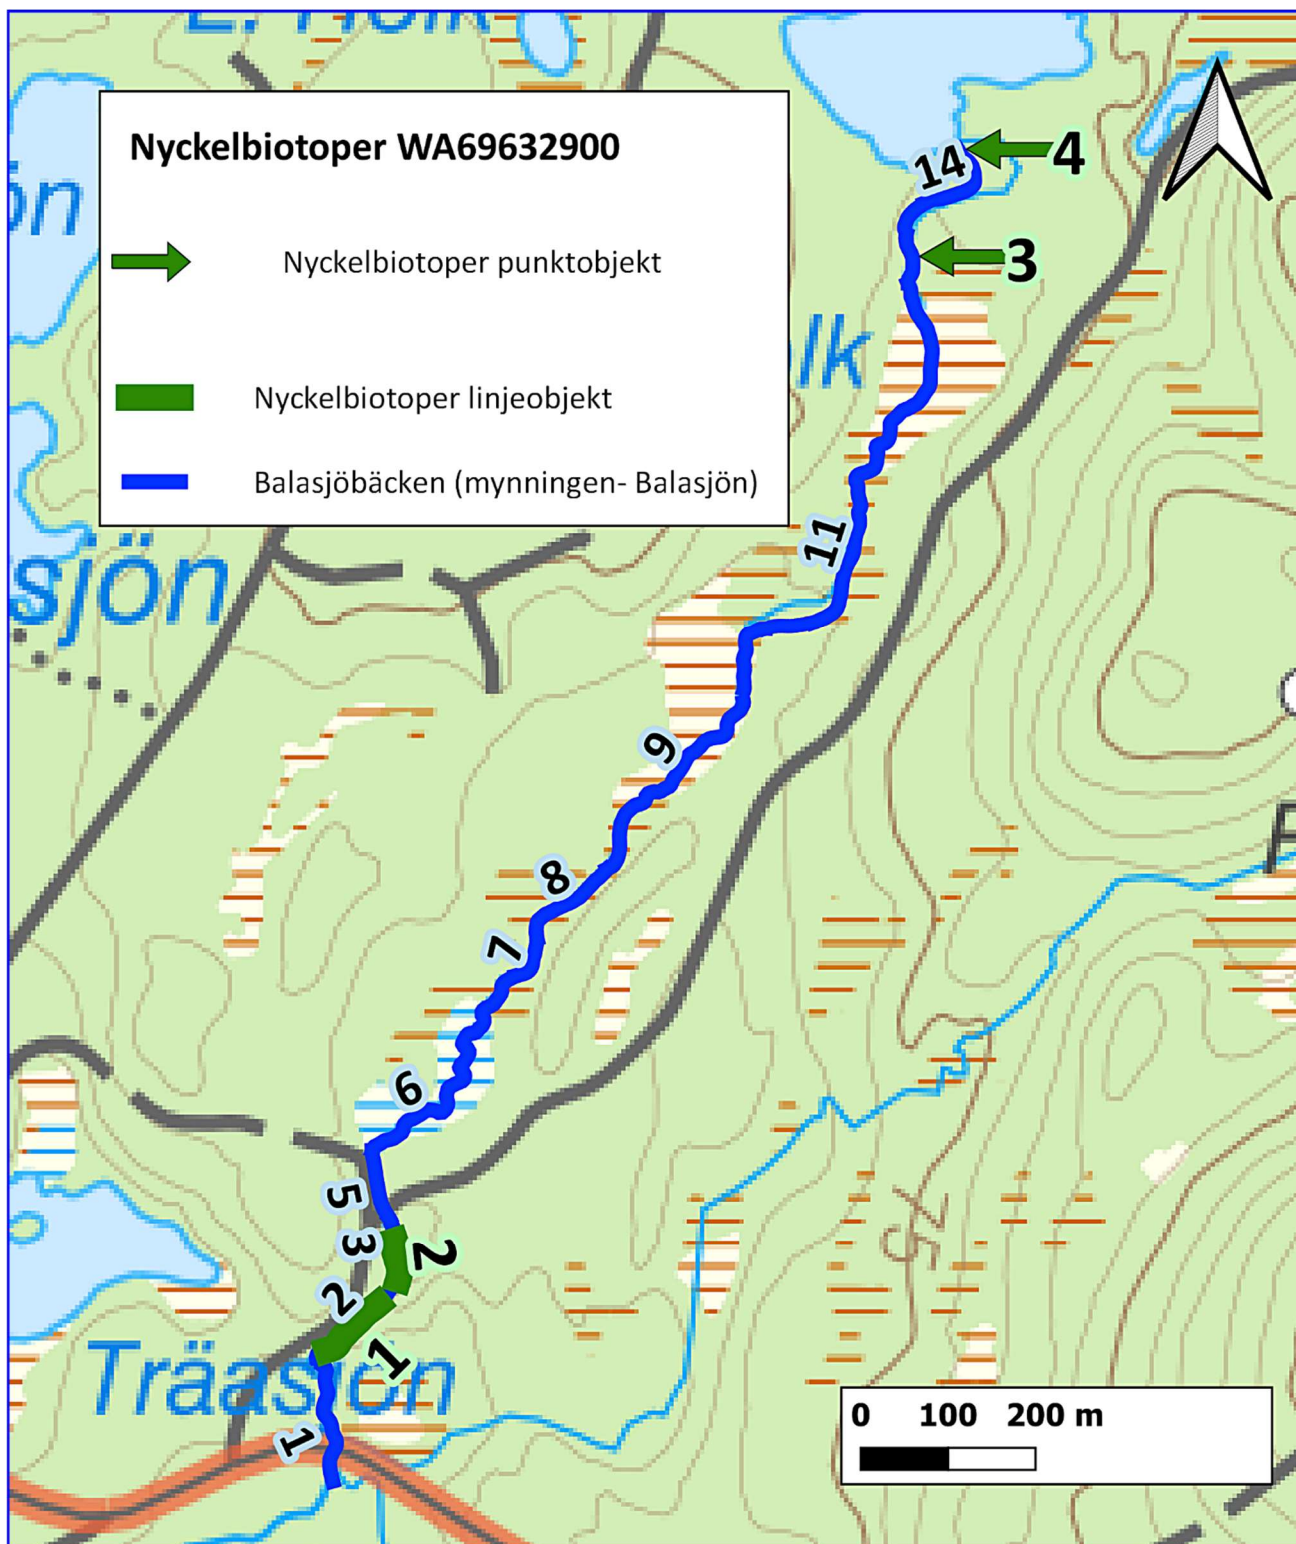 Nyckelbiotoper WA69632900
Nyckelbiotoper punktobjekt
Nyckelbiotoper linjeobjekt
Balasjöbäcken (mynningen- Balasjön)
4
14
3
11
9
8
7
6
5
3
2
2
1
Träasjön
1
0 100 200 m